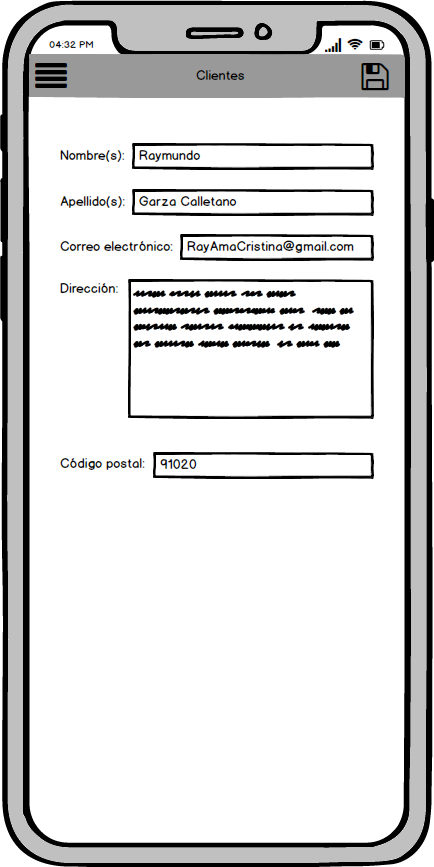 04:32 PM
Clientes
Nombre(s): Raymundo
Apellido(s): Garza Calletano
Correo electrónico: RayAmaCristina@gmail.com
Dirección:
Código postal: 91020